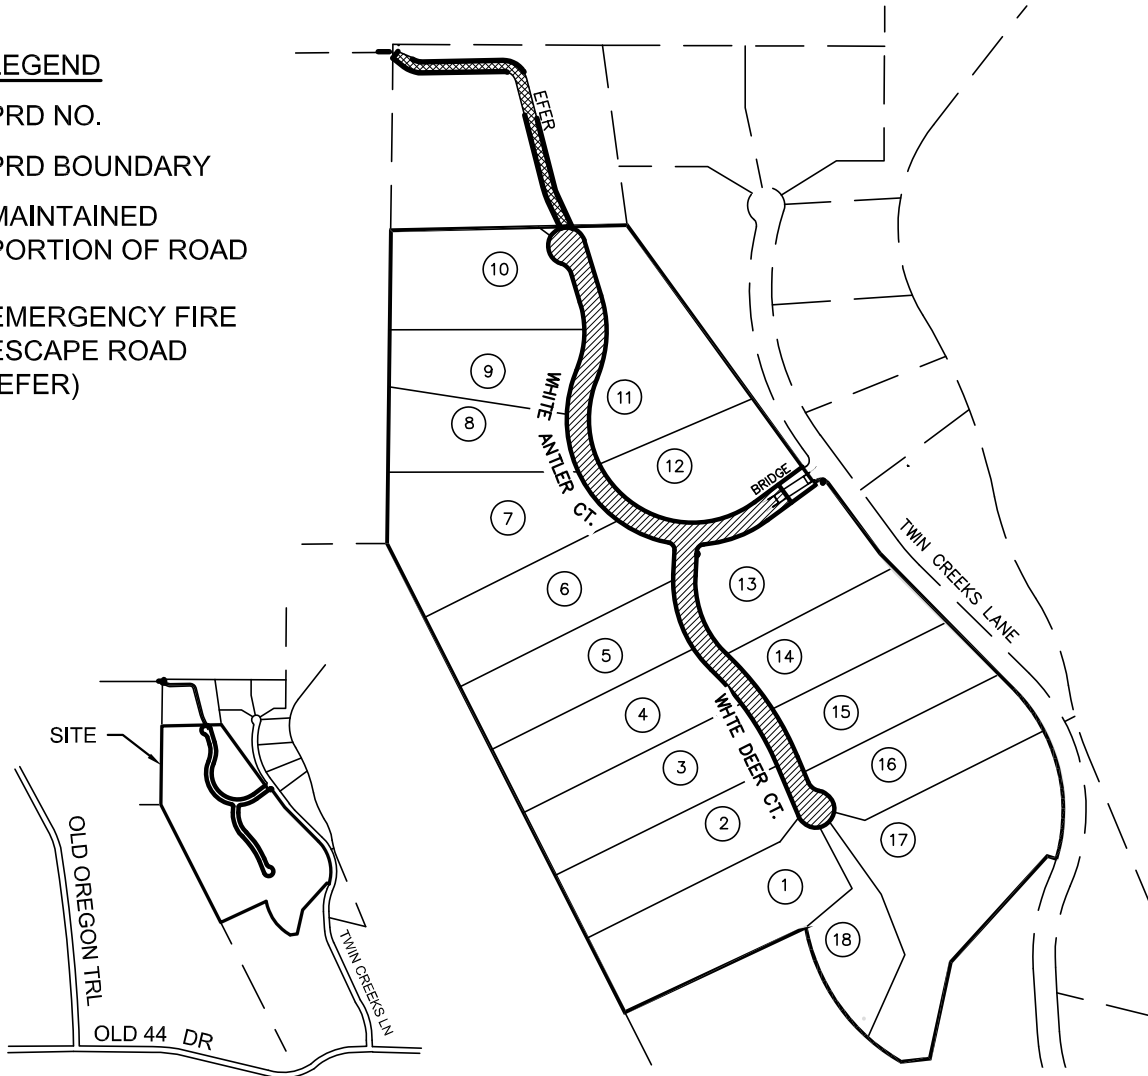 LEGEND
PRD NO.
PRD BOUNDARY
MAINTAINED
PORTION OF ROAD
EMERGENCY FIRE
ESCAPE ROAD
(EFER)
EFER
10
9
8
11
12
7
WHITE ANTLER CT.
BRIDGE
6
13
TWIN CREEKS LANE
5
14
4
15
3
16
WHTE DEER CT.
2
17
1
18
SITE
OLD OREGON TRL
TWIN CREEKS LN
OLD 44 DR